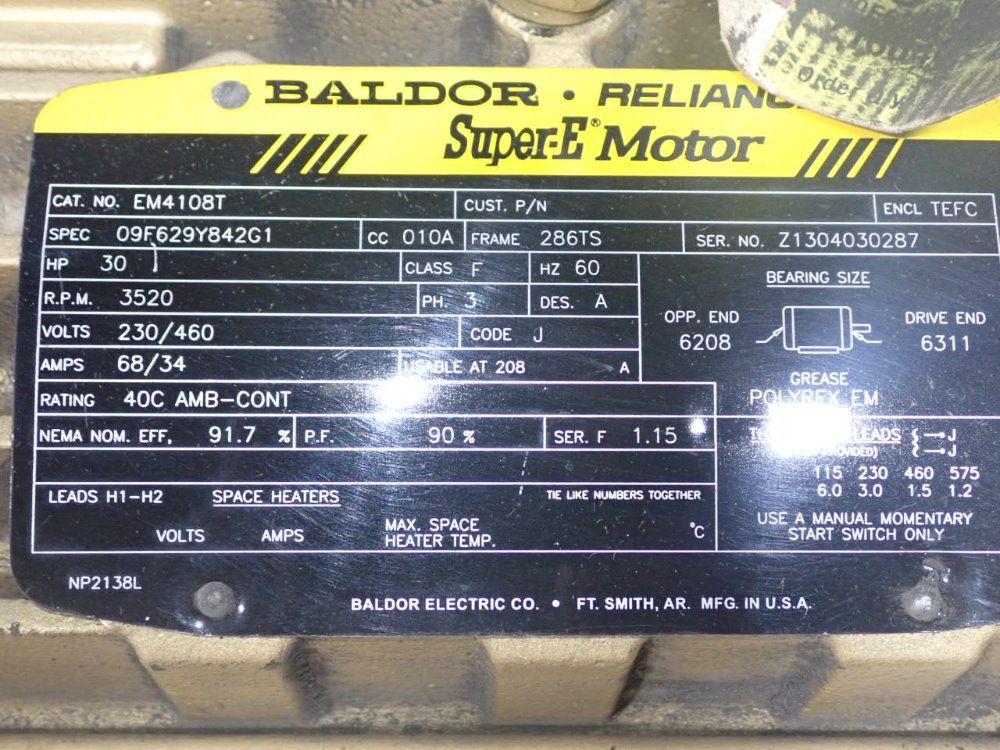 BALDOR • RELIANC
Super-E® Motor
Order
CAT. NO. EM4108T CUST. P/N ENCL TEFC
SPEC 09F629Y842G1 CC 010A FRAME 286TS SER. NO. Z1304030287
HP 30 CLASS F HZ 60
R.P.M. 3520 PH. 3 DES. A
VOLTS 230/460 CODE J
AMPS 68/34 USABLE AT 208 A
RATING 40C AMB-CONT
NEMA NOM. EFF, 91.7 % P.F. 90 % SER. F 1.15
LEADS H1-H2 SPACE HEATERS TIE LIKE NUMBERS TOGETHER
VOLTS AMPS MAX. SPACE
HEATER TEMP. °C
BEARING SIZE
OPP. END DRIVE END
6208 6311
GREASE
POLYREX EM
LEADS J
J
115 230 460 575
6.0 3.0 1.5 1.2
USE A MANUAL MOMENTARY
START SWITCH ONLY
NP2138L
BALDOR ELECTRIC CO. • FT. SMITH, AR. MFG. IN U.S.A.